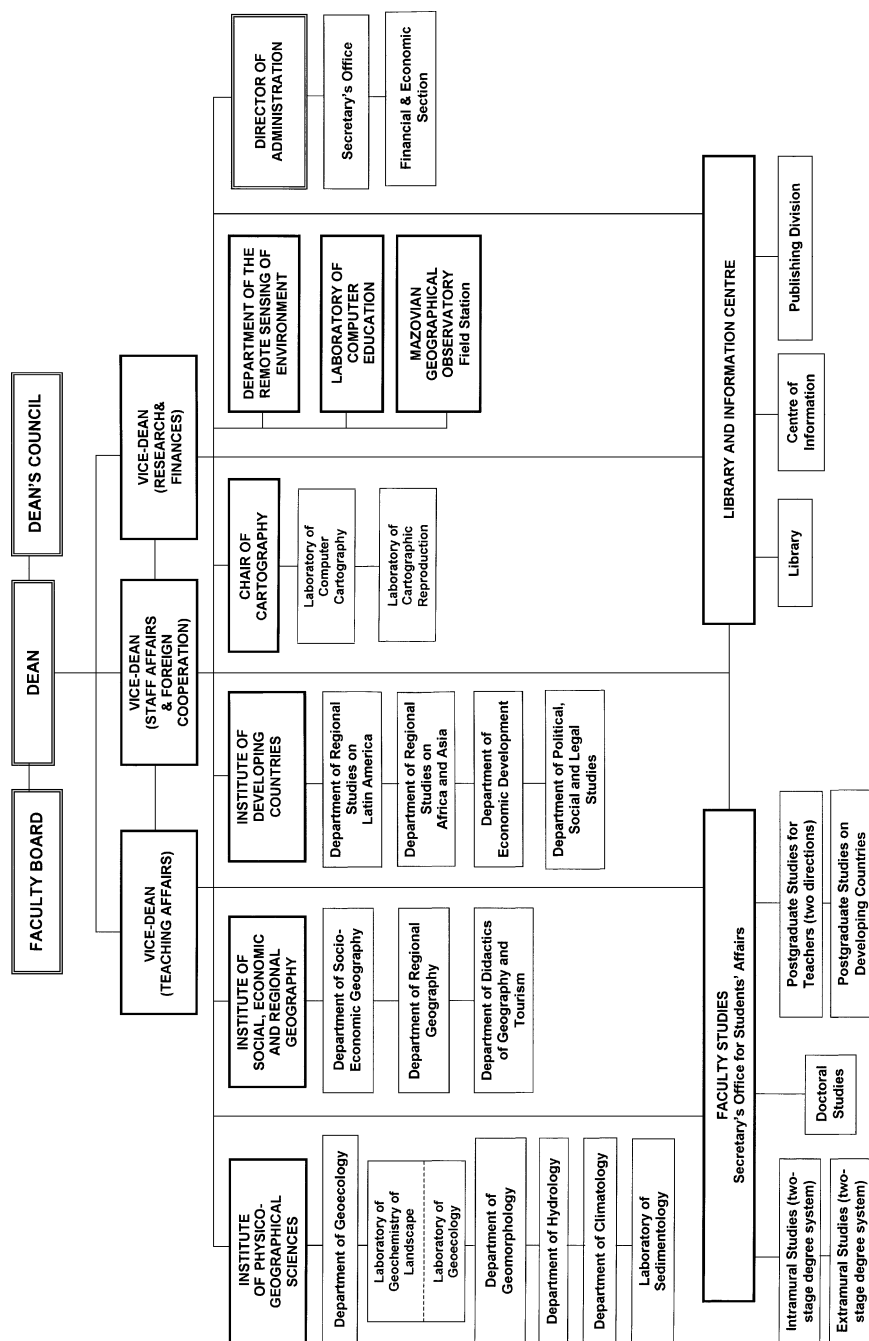 FACULTY BOARD
DEAN
DEAN'S COUNCIL
VICE-DEAN
(TEACHING AFFAIRS)
VICE-DEAN
(STAFF AFFAIRS
& FOREIGN
COOPERATION)
VICE-DEAN
(RESEARCH&
FINANCES)
INSTITUTE
OF PHYSICO-
GEOGRAPHICAL
SCIENCES
Department of Geoecology
Laboratory of
Geochemistry of
Landscape
Laboratory of
Geoecology
Department of
Geomorphology
Department of Hydrology
Department of Climatology
Laboratory of
Sedimentology
INSTITUTE OF
SOCIAL, ECONOMIC
AND REGIONAL
GEOGRAPHY
Department of Socio-
Economic Geography
Department of Regional
Geography
Department of Didactics
of Geography and
Tourism
INSTITUTE OF
DEVELOPING
COUNTRIES
Department of Regional
Studies on
Latin America
Department of Regional
Studies on
Africa and Asia
Department of
Economic Development
Department of Political,
Social and Legal
Studies
CHAIR OF
CARTOGRAPHY
Laboratory of
Computer
Cartography
Laboratory of
Cartographic
Reproduction
DEPARTMENT OF THE
REMOTE SENSING OF
ENVIRONMENT
LABORATORY OF
COMPUTER
EDUCATION
MAZOVIAN
GEOGRAPHICAL
OBSERVATORY
Field Station
DIRECTOR OF
ADMINISTRATION
Secretary's Office
Financial & Economic
Section
FACULTY STUDIES
Secretary's Office for Students' Affairs
Intramural Studies (two-
stage degree system)
Extramural Studies (two-
stage degree system)
Doctoral
Studies
Postgraduate Studies for
Teachers (two directions)
Postgraduate Studies on
Developing Countries
LIBRARY AND INFORMATION CENTRE
Library
Centre of
Information
Publishing Division